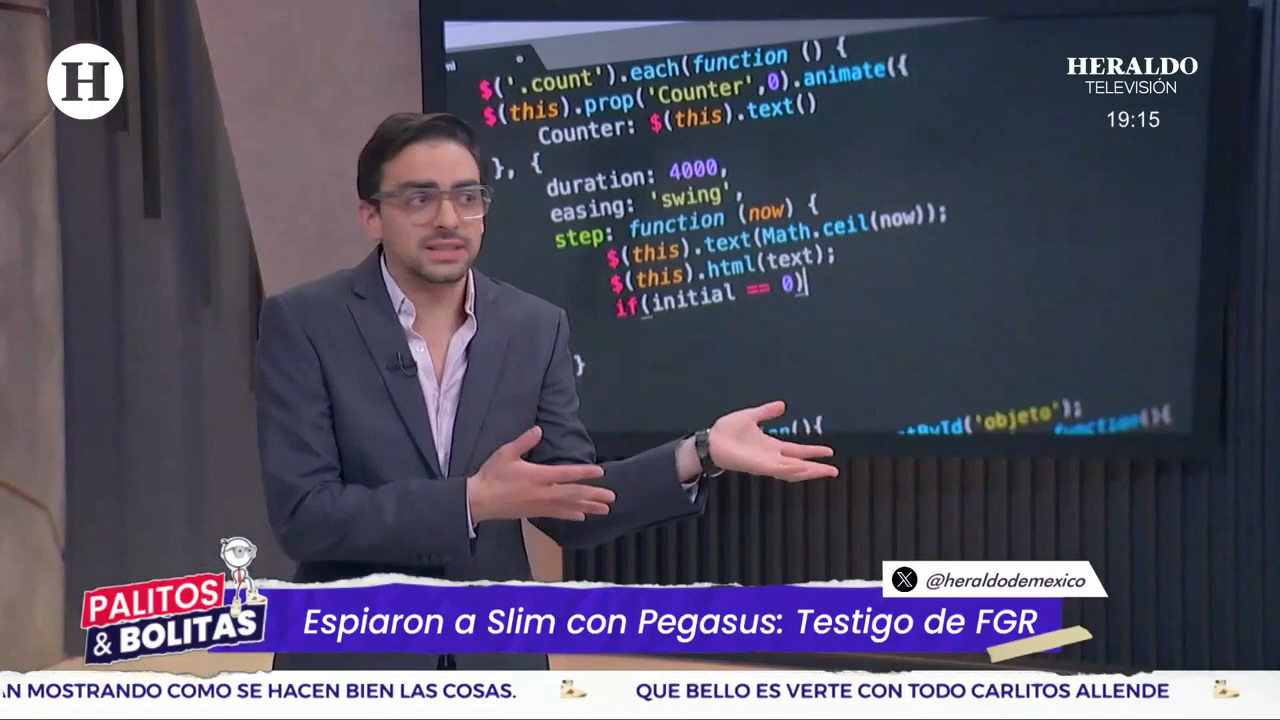 H
HERALDO
TELEVISIÓN
19:15
$('.count').each(function () {
$(this).prop('Counter',0).animate({
Counter: $(this).text()
}, {
duration: 4000,
easing: 'swing',
step: function (now) {
$(this).text(Math.ceil(now));
$(this).html(text);
if(initial == 0)
}
'objeto');
function(){
@heraldodemexico
PALITOS
& BOLITAS
Espiaron a Slim con Pegasus: Testigo de FGR
MOSTRANDO COMO SE HACEN BIEN LAS COSAS. QUE BELLO ES VERTE CON TODO CARLITOS ALLENDE